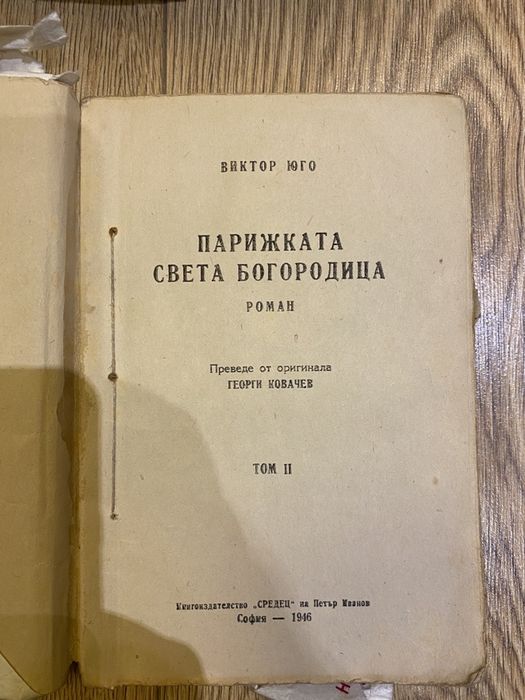 ВИКТОР ЮГО
ПАРИЖКАТА
СВЕТА БОГОРОДИЦА
РОМАН
Преведе от оригинала
ГЕОРГИ КОВАЧЕВ
ТОМ II
Книгоиздателство „СРЕДЕЦ“ на Петър Иванов
София — 1946